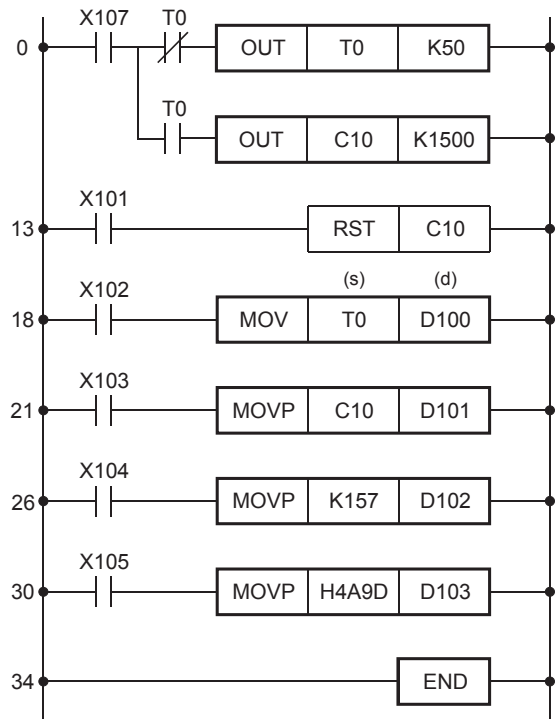 X107 T0
0 OUT T0 K50
T0
OUT C10 K1500
X101
13 RST C10
X102 (s) (d)
18 MOV T0 D100
X103
21 MOVP C10 D101
X104
26 MOVP K157 D102
X105
30 MOVP H4A9D D103
34 END